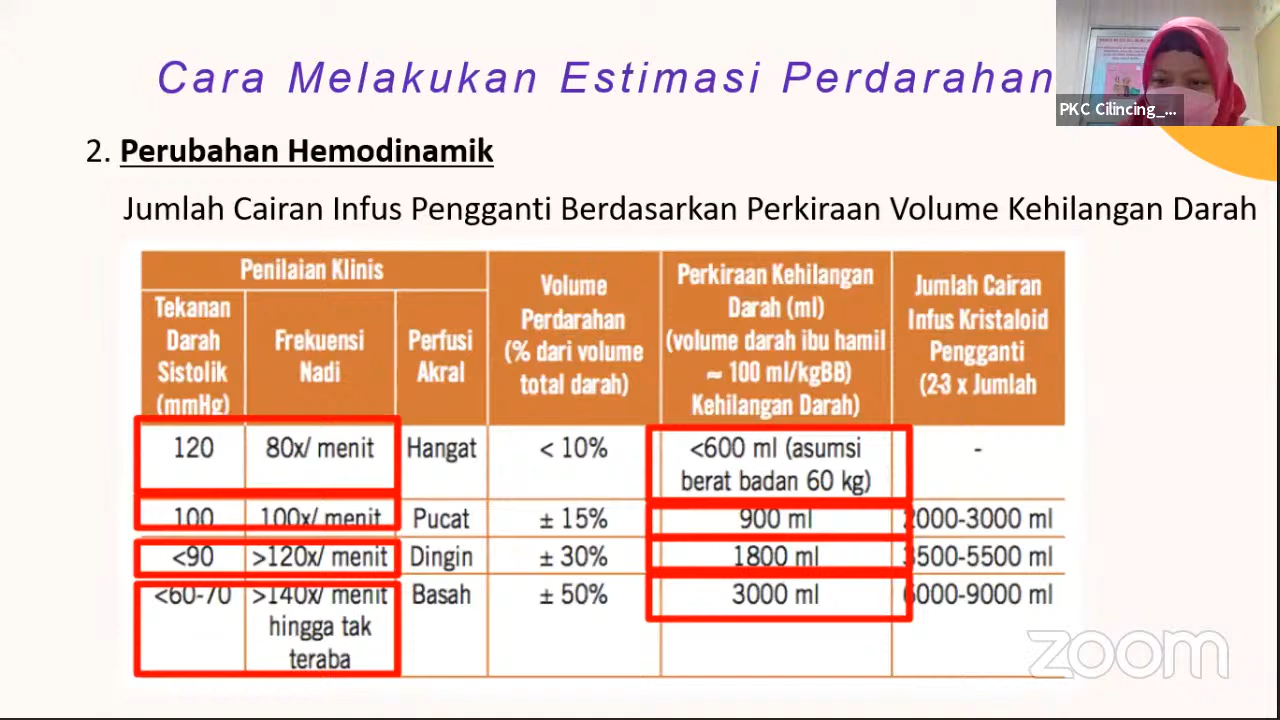 Cara Melakukan Estimasi Perdarahan
PKC Cilincing_...
2. Perubahan Hemodinamik
Jumlah Cairan Infus Pengganti Berdasarkan Perkiraan Volume Kehilangan Darah
Penilaian Klinis
Tekanan
Darah
Sistolik
(mmHg)
Frekuensi
Nadi
Perfusi
Akral
Volume
Perdarahan
(% dari volume
total darah)
Perkiraan Kehilangan
Darah (ml)
(volume darah ibu hamil
≈ 100 ml/kgBB)
Kehilangan Darah)
Jumlah Cairan
Infus Kristaloid
Pengganti
(2-3 x Jumlah
120 80x/ menit Hangat < 10% <600 ml (asumsi
berat badan 60 kg) -
100 100x/ menit Pucat ± 15% 900 ml 2000-3000 ml
<90 >120x/ menit Dingin ± 30% 1800 ml 3500-5500 ml
<60-70 >140x/ menit Basah ± 50% 3000 ml 6000-9000 ml
hingga tak
teraba
zoom